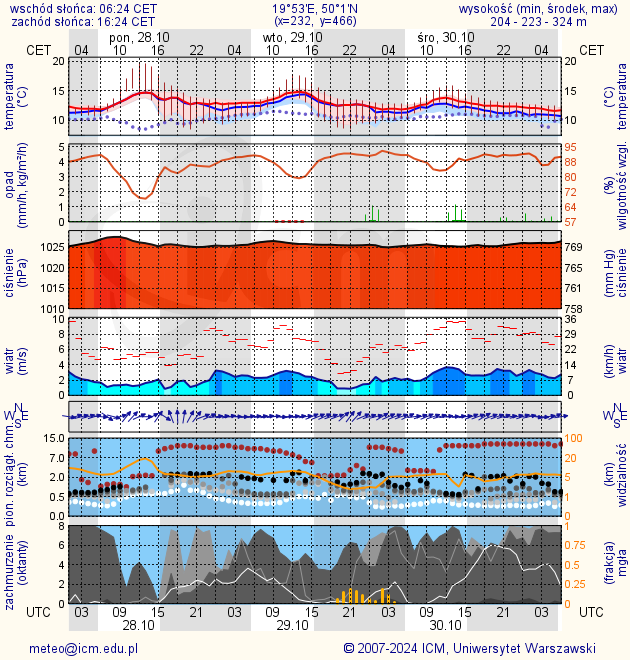 wschód słońca: 06:24 CET 19°53'E, 50°1'N wysokość (min, środek, max)
zachód słońca: 16:24 CET (x=232, y=466) 204 - 223 - 324 m
pon, 28.10 wto, 29.10 śro, 30.10
CET 04 10 16 22 04 10 16 22 04 10 16 22 04 CET
temperatura
(°C)
20
15
10
20
15
10
(°C)
temperatura
opad
(mm/h, kg/m²/h)
5
4
3
2
1
0
95
88
80
72
64
57
(%)
wilgotność wzgl.
ciśnienie
(hPa)
1025
1020
1015
1010
769
765
761
758
(mm Hg)
ciśnienie
wiatr
(m/s)
10
8
6
4
2
0
36
29
22
14
7
0
(km/h)
wiatr
N
W E
S
N
W E
S
pion. rozciągł. chm.
(km)
15.0
7.0
2.0
0.5
0.0
100
20
5
1
0
(km)
widzialność
zachmurzenie
(oktanty)
8
6
4
2
0
1
0.75
0.5
0.25
0
(frakcja)
mgła
UTC 03 09 15 21 03 09 15 21 03 09 15 21 03 UTC
28.10 29.10 30.10
meteo@icm.edu.pl © 2007-2024 ICM, Uniwersytet Warszawski